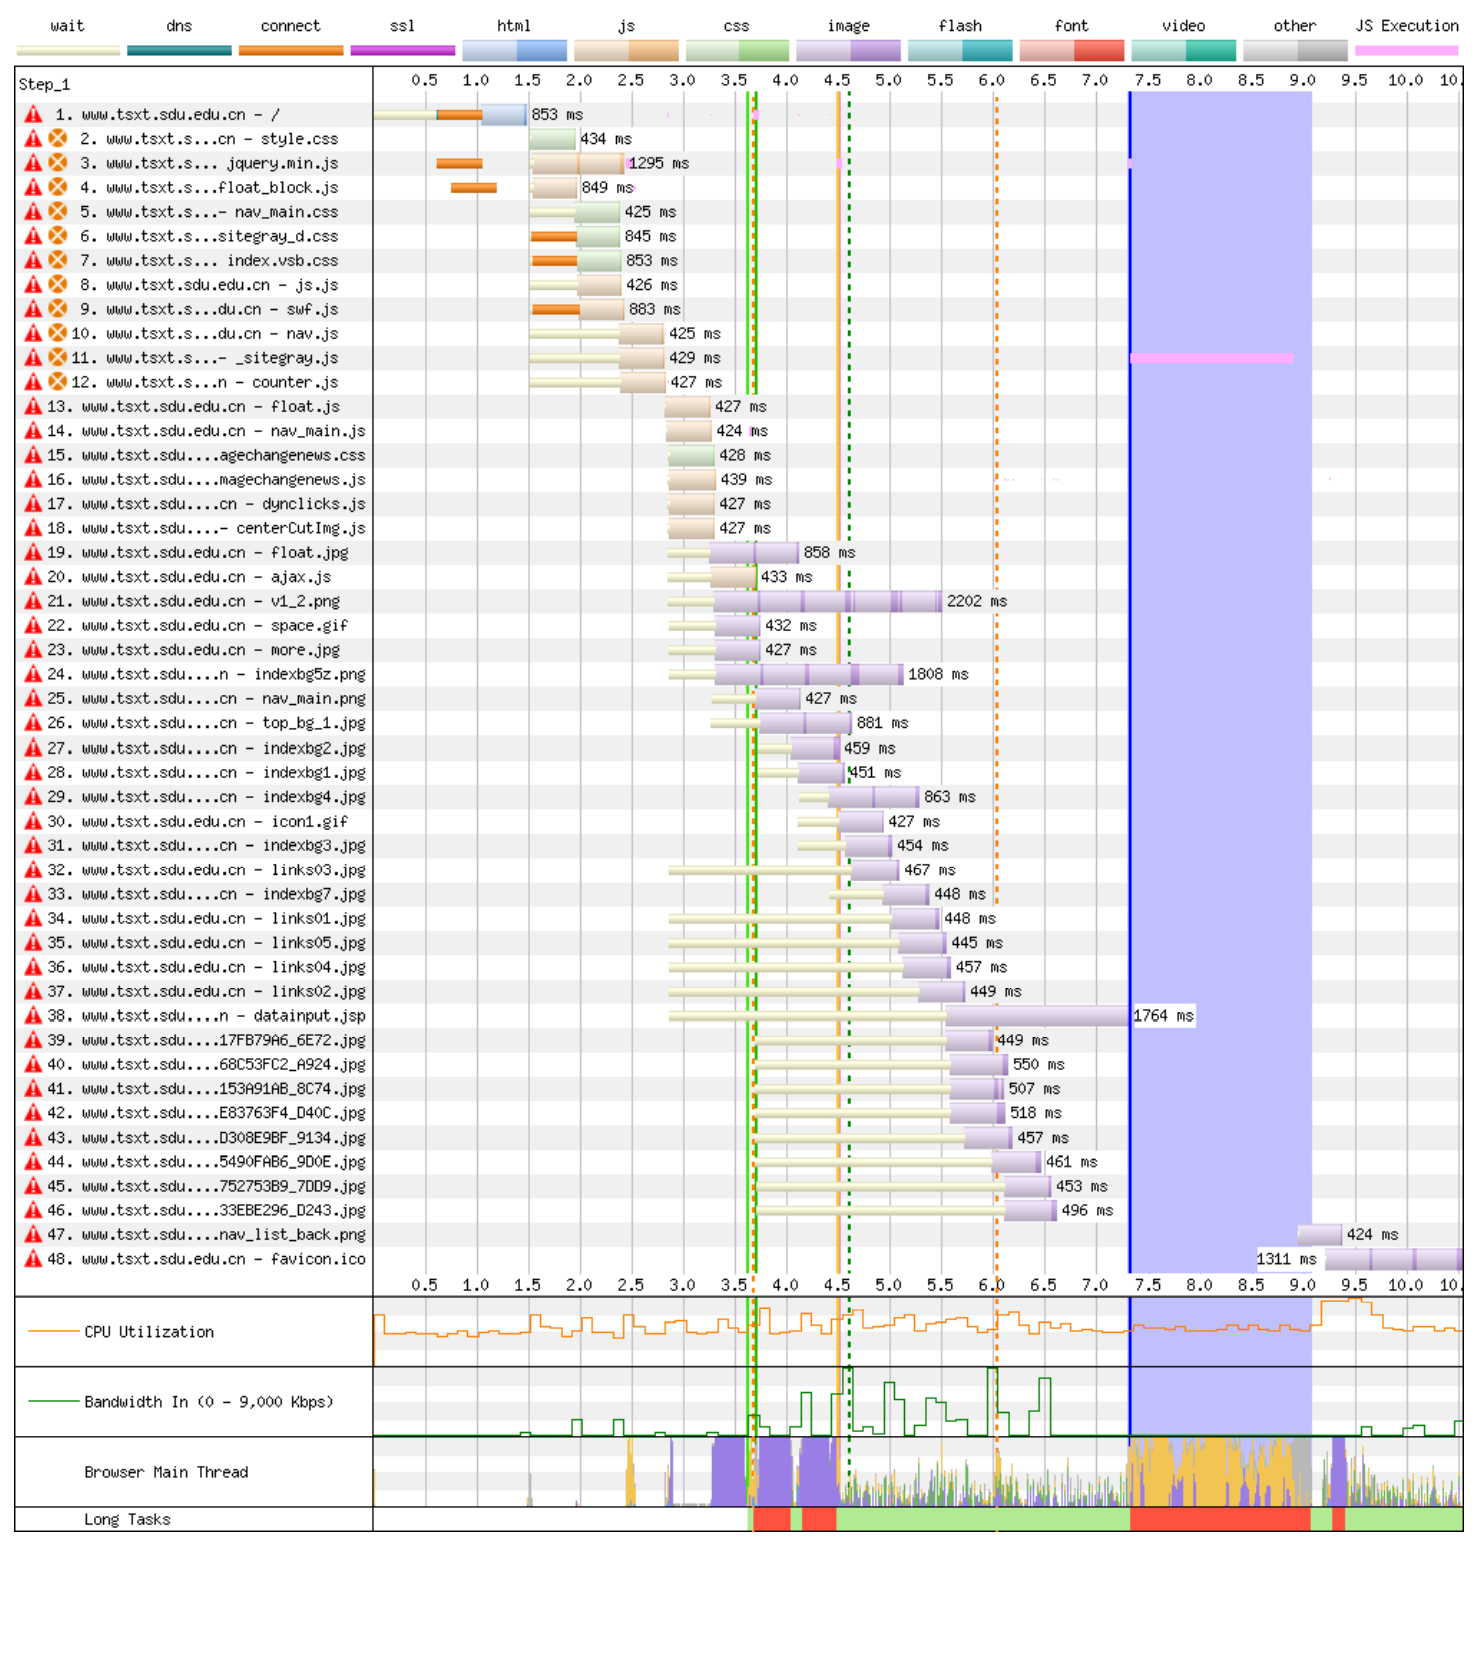 wait dns connect ssl html js css image flash font video other JS Execution
Step_1 0.5 1.0 1.5 2.0 2.5 3.0 3.5 4.0 4.5 5.0 5.5 6.0 6.5 7.0 7.5 8.0 8.5 9.0 9.5 10.0 10.
1. www.tsxt.sdu.edu.cn - / 853 ms
2. www.tsxt.s...cn - style.css 434 ms
3. www.tsxt.s... jquery.min.js 1295 ms
4. www.tsxt.s...float_block.js 849 ms
5. www.tsxt.s...- nav_main.css 425 ms
6. www.tsxt.s...sitegray_d.css 845 ms
7. www.tsxt.s... index.vsb.css 853 ms
8. www.tsxt.sdu.edu.cn - js.js 426 ms
9. www.tsxt.s...du.cn - swf.js 883 ms
10. www.tsxt.s...du.cn - nav.js 425 ms
11. www.tsxt.s...- _sitegray.js 429 ms
12. www.tsxt.s...n - counter.js 427 ms
13. www.tsxt.sdu.edu.cn - float.js 427 ms
14. www.tsxt.sdu.edu.cn - nav_main.js 424 ms
15. www.tsxt.sdu....agechangenews.css 428 ms
16. www.tsxt.sdu....magechangenews.js 439 ms
17. www.tsxt.sdu....cn - dynclicks.js 427 ms
18. www.tsxt.sdu....- centerCutImg.js 427 ms
19. www.tsxt.sdu.edu.cn - float.jpg 858 ms
20. www.tsxt.sdu.edu.cn - ajax.js 433 ms
21. www.tsxt.sdu.edu.cn - v1_2.png 2202 ms
22. www.tsxt.sdu.edu.cn - space.gif 432 ms
23. www.tsxt.sdu.edu.cn - more.jpg 427 ms
24. www.tsxt.sdu....n - indexbg5z.png 1808 ms
25. www.tsxt.sdu....cn - nav_main.png 427 ms
26. www.tsxt.sdu....cn - top_bg_1.jpg 881 ms
27. www.tsxt.sdu....cn - indexbg2.jpg 459 ms
28. www.tsxt.sdu....cn - indexbg1.jpg 451 ms
29. www.tsxt.sdu....cn - indexbg4.jpg 863 ms
30. www.tsxt.sdu.edu.cn - icon1.gif 427 ms
31. www.tsxt.sdu....cn - indexbg3.jpg 454 ms
32. www.tsxt.sdu.edu.cn - links03.jpg 467 ms
33. www.tsxt.sdu....cn - indexbg7.jpg 448 ms
34. www.tsxt.sdu.edu.cn - links01.jpg 448 ms
35. www.tsxt.sdu.edu.cn - links05.jpg 445 ms
36. www.tsxt.sdu.edu.cn - links04.jpg 457 ms
37. www.tsxt.sdu.edu.cn - links02.jpg 449 ms
38. www.tsxt.sdu....n - datainput.jsp 1764 ms
39. www.tsxt.sdu....17FB79A6_6E72.jpg 449 ms
40. www.tsxt.sdu....68C53FC2_A924.jpg 550 ms
41. www.tsxt.sdu....153A91AB_8C74.jpg 507 ms
42. www.tsxt.sdu....E83763F4_D40C.jpg 518 ms
43. www.tsxt.sdu....D308E9BF_9134.jpg 457 ms
44. www.tsxt.sdu....5490FAB6_9D0E.jpg 461 ms
45. www.tsxt.sdu....752753B9_7DD9.jpg 453 ms
46. www.tsxt.sdu....33EBE296_D243.jpg 496 ms
47. www.tsxt.sdu....nav_list_back.png 424 ms
48. www.tsxt.sdu.edu.cn - favicon.ico 1311 ms
0.5 1.0 1.5 2.0 2.5 3.0 3.5 4.0 4.5 5.0 5.5 6.0 6.5 7.0 7.5 8.0 8.5 9.0 9.5 10.0 10.
CPU Utilization
Bandwidth In (0 - 9,000 Kbps)
Browser Main Thread
Long Tasks